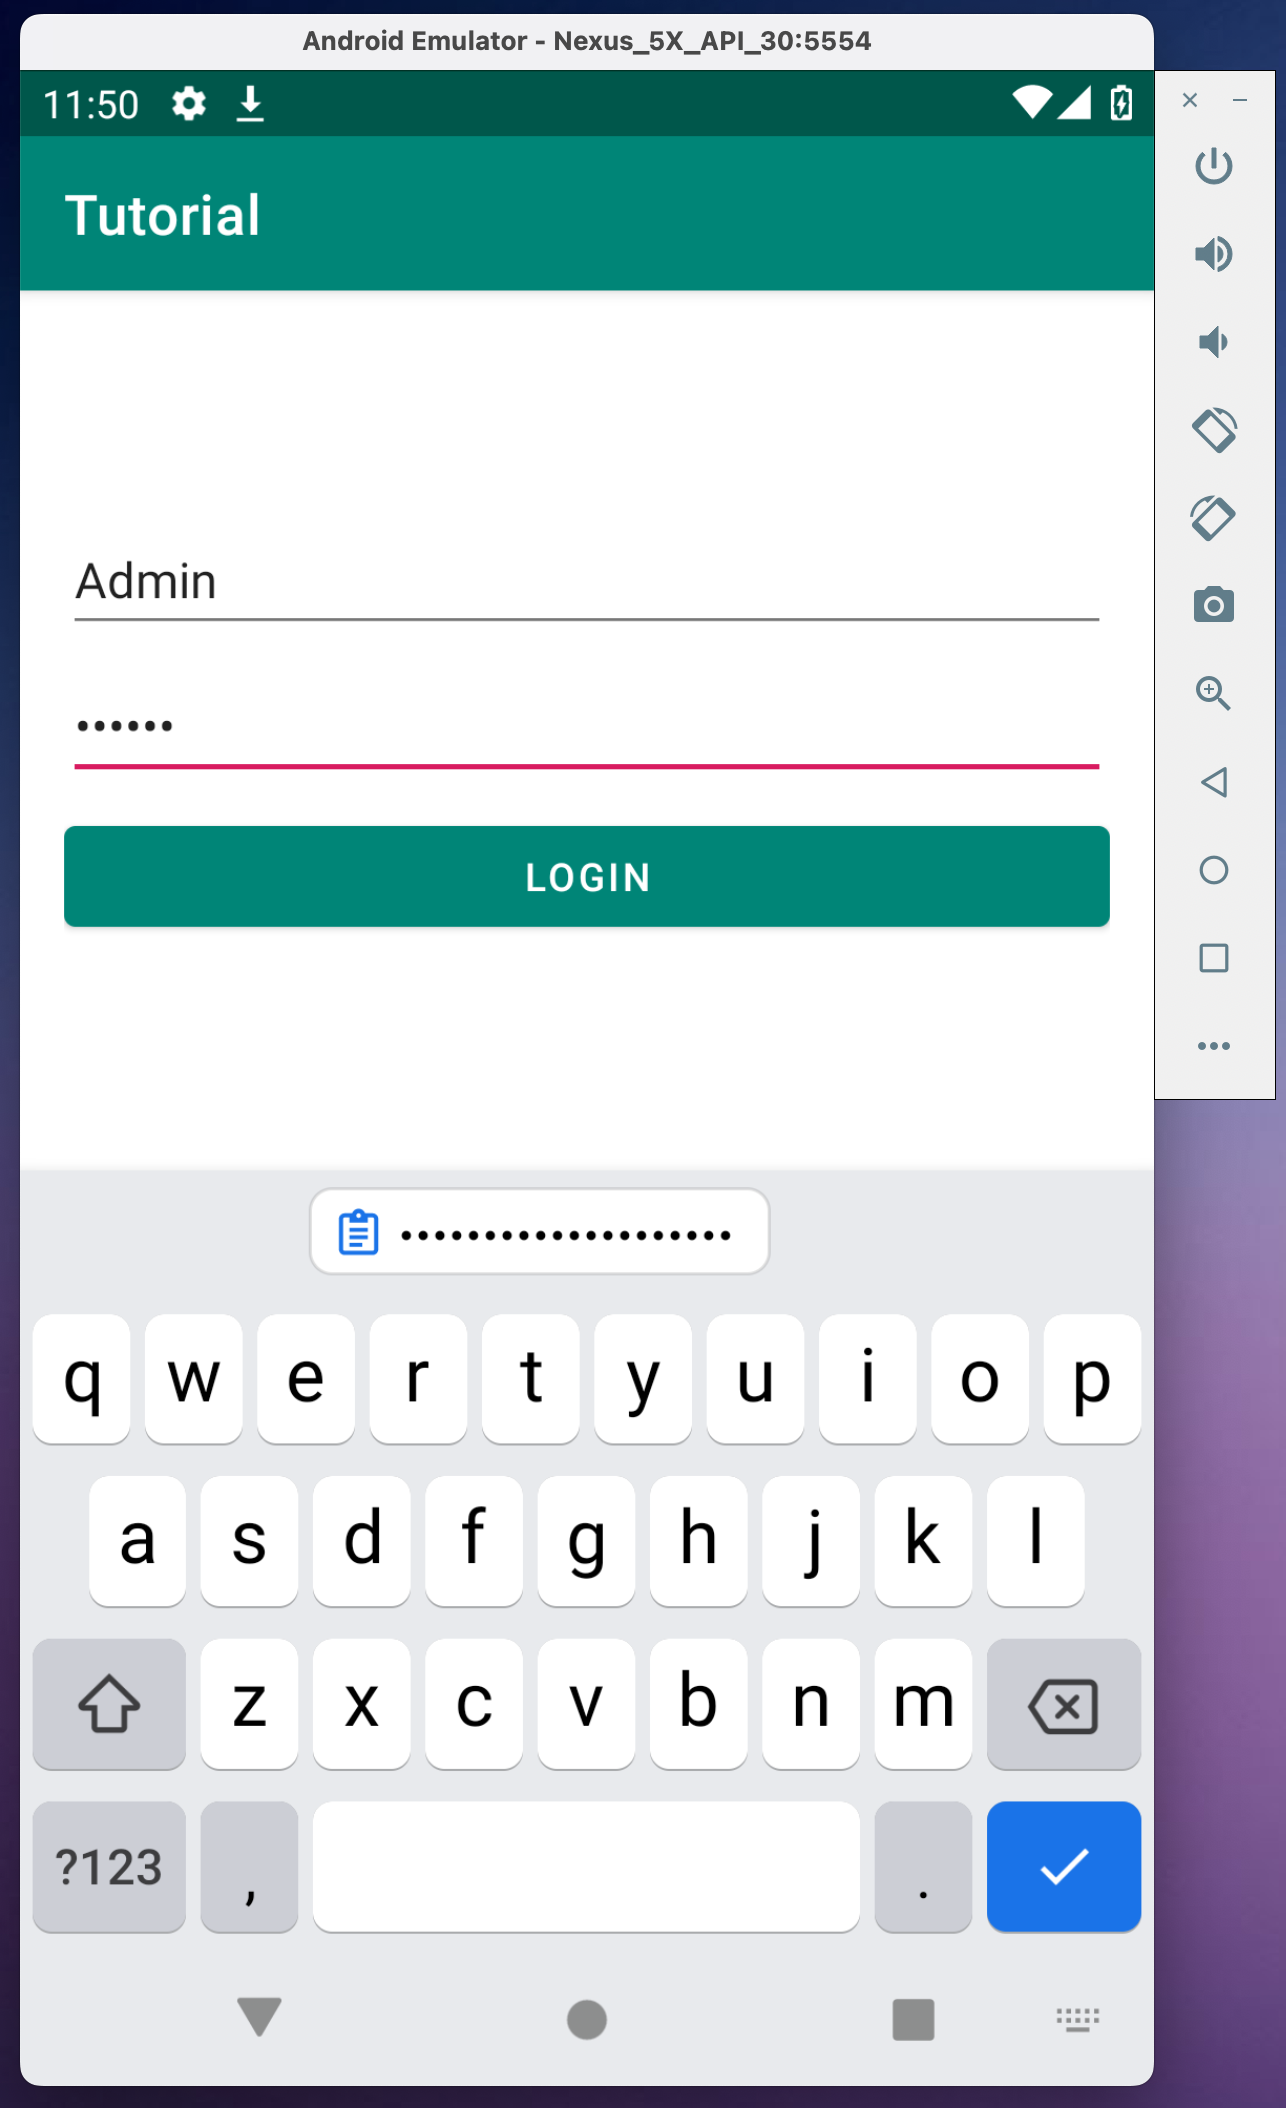 Android Emulator - Nexus_5X_API_30:5554
11:50
Tutorial
Admin
••••••
LOGIN
••••••••••••••••••••
q w e r t y u i o p
a s d f g h j k l
z x c v b n m
?123 , .